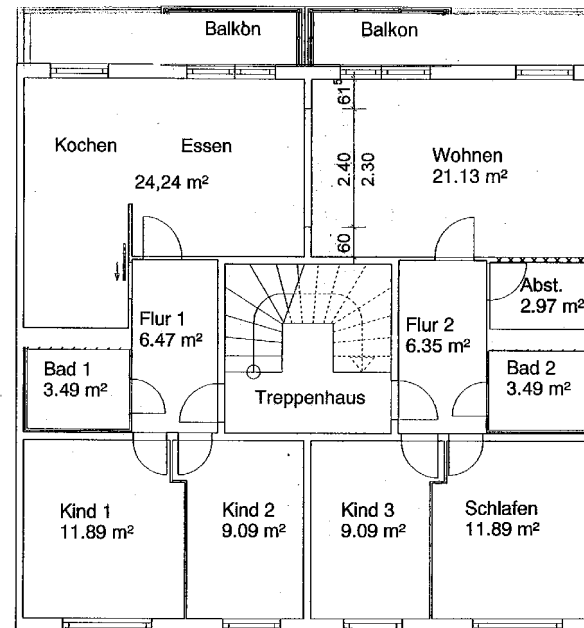 Balkon
Balkon
61⁵
Kochen
Essen
24,24 m²
2.40
2.30
Wohnen
21.13 m²
60
Abst.
2.97 m²
Flur 1
6.47 m²
Flur 2
6.35 m²
Bad 1
3.49 m²
Bad 2
3.49 m²
Treppenhaus
Kind 1
11.89 m²
Kind 2
9.09 m²
Kind 3
9.09 m²
Schlafen
11.89 m²